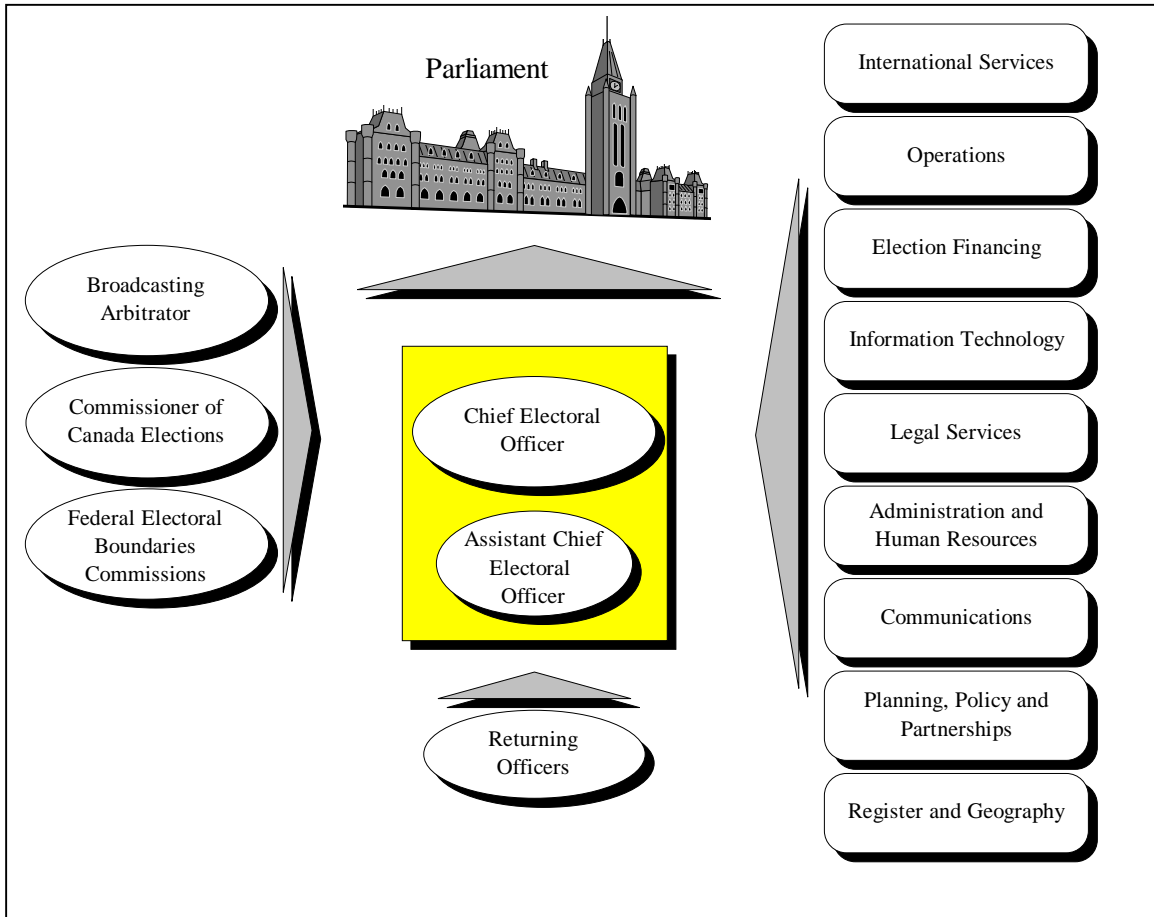 Parliament
Broadcasting
Arbitrator
Commissioner of
Canada Elections
Federal Electoral
Boundaries
Commissions
Chief Electoral
Officer
Assistant Chief
Electoral
Officer
Returning
Officers
International Services
Operations
Election Financing
Information Technology
Legal Services
Administration and
Human Resources
Communications
Planning, Policy and
Partnerships
Register and Geography